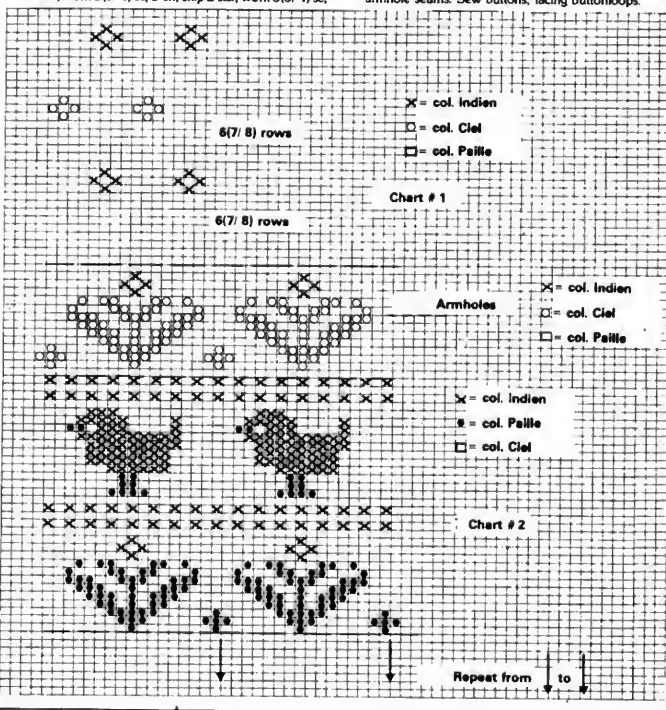 armhole seams. Sew buttons, facing buttonloops.
X = col. Indien
O = col. Ciel
6(7/ 8) rows
□ = col. Paille
Chart # 1
6(7/ 8) rows
X = col. Indien
Armholes
O = col. Ciel
□ = col. Paille
X = col. Indien
● = col. Paille
□ = col. Ciel
Chart # 2
Repeat from ↓ to ↓